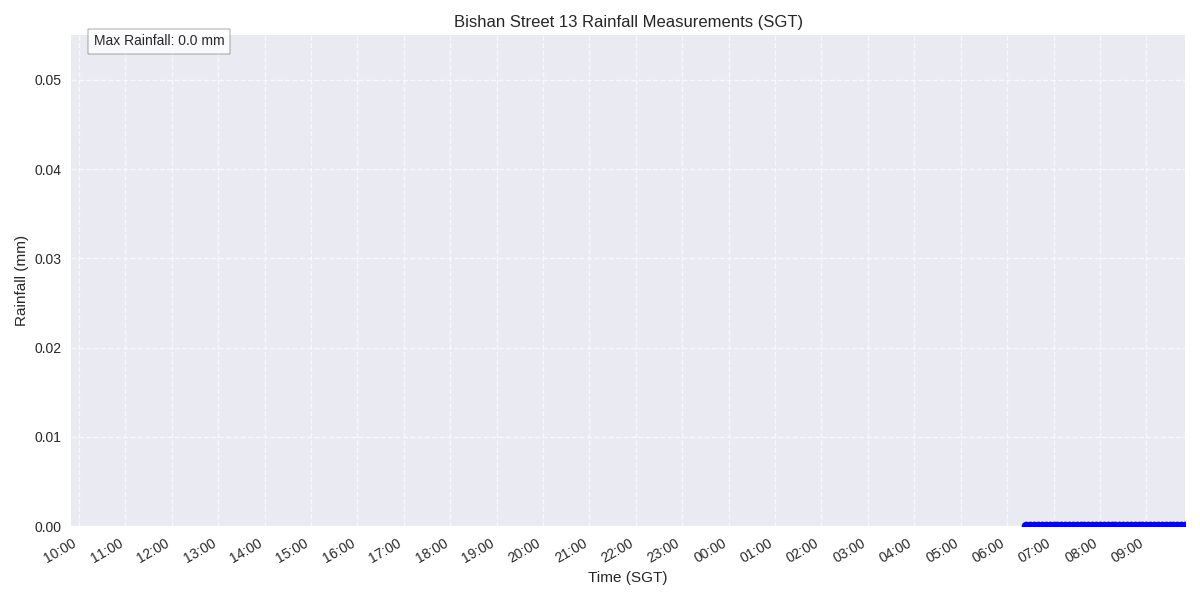 Bishan Street 13 Rainfall Measurements (SGT)
Max Rainfall: 0.0 mm
0.05
0.04
0.03
0.02
0.01
0.00
Rainfall (mm)
10:00 11:00 12:00 13:00 14:00 15:00 16:00 17:00 18:00 19:00 20:00 21:00 22:00 23:00 00:00 01:00 02:00 03:00 04:00 05:00 06:00 07:00 08:00 09:00
Time (SGT)